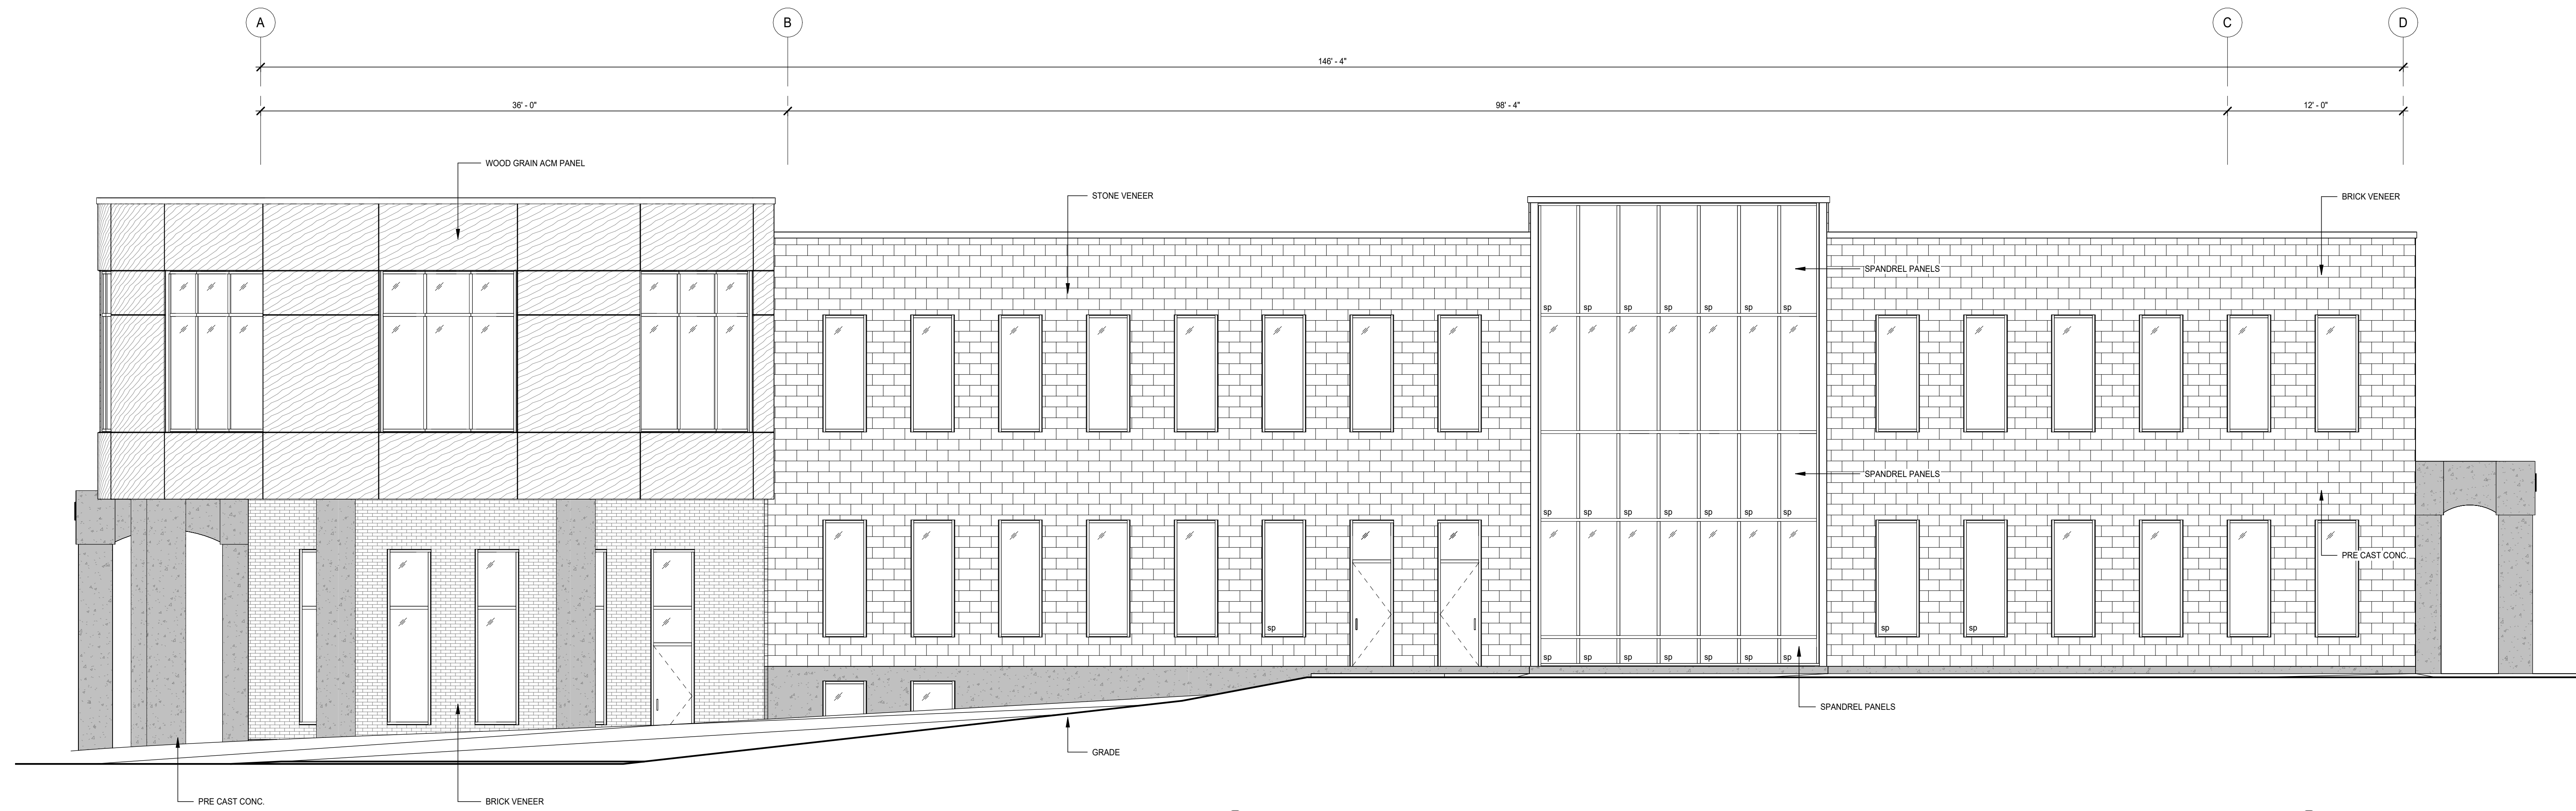 A B C D
146' - 4"
36' - 0" 98' - 4" 12' - 0"
WOOD GRAIN ACM PANEL
STONE VENEER
BRICK VENEER
SPANDREL PANELS
sp sp sp sp sp sp sp
SPANDREL PANELS
sp sp sp sp sp sp sp
PRE CAST CONC.
sp sp sp
sp sp sp sp sp sp sp
SPANDREL PANELS
GRADE
PRE CAST CONC.
BRICK VENEER